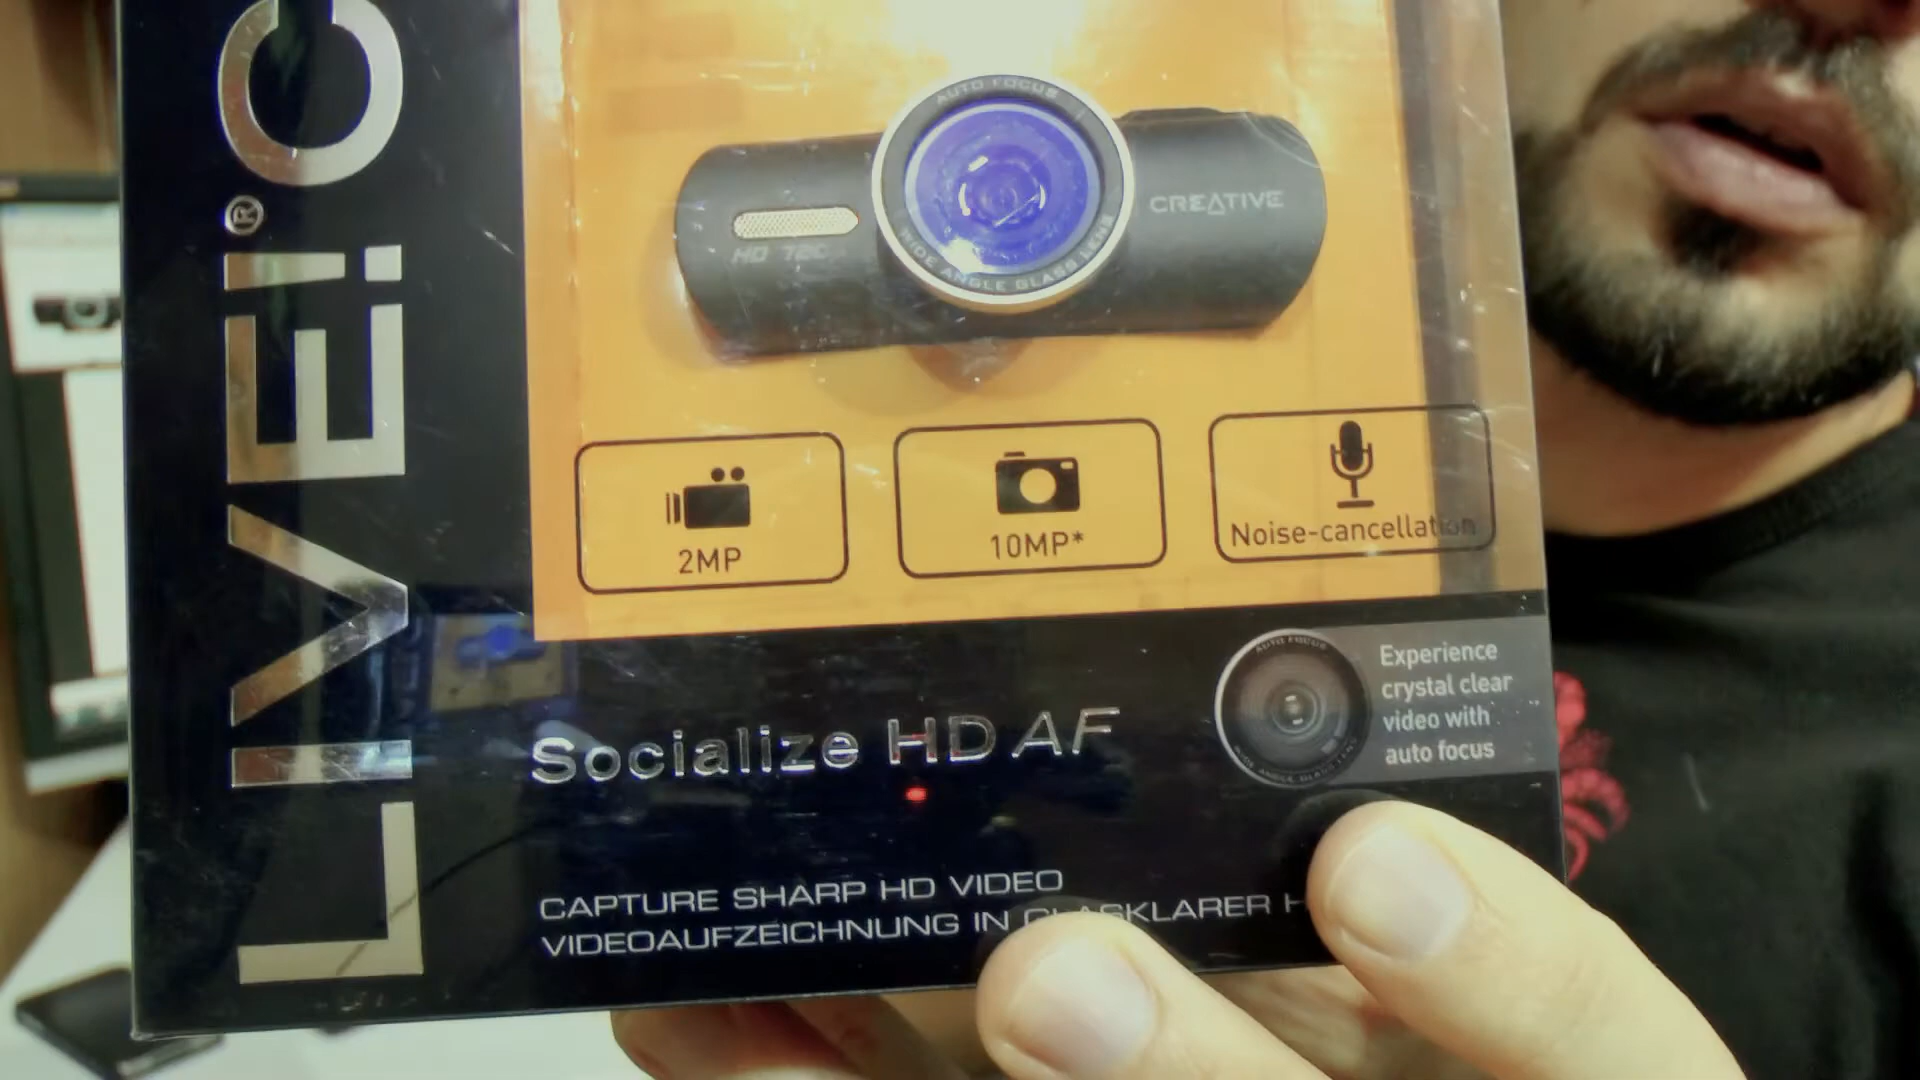 LIVE!
®
AUTO FOCUS
CREATIVE
HD 720
WIDE ANGLE GLASS LENS
2MP
10MP*
Noise-cancellation
Experience
crystal clear
video with
auto focus
AUTO FOCUS
WIDE ANGLE GLASS LENS
Socialize HD AF
CAPTURE SHARP HD VIDEO
VIDEOAUFZEICHNUNG IN GLASKLARER